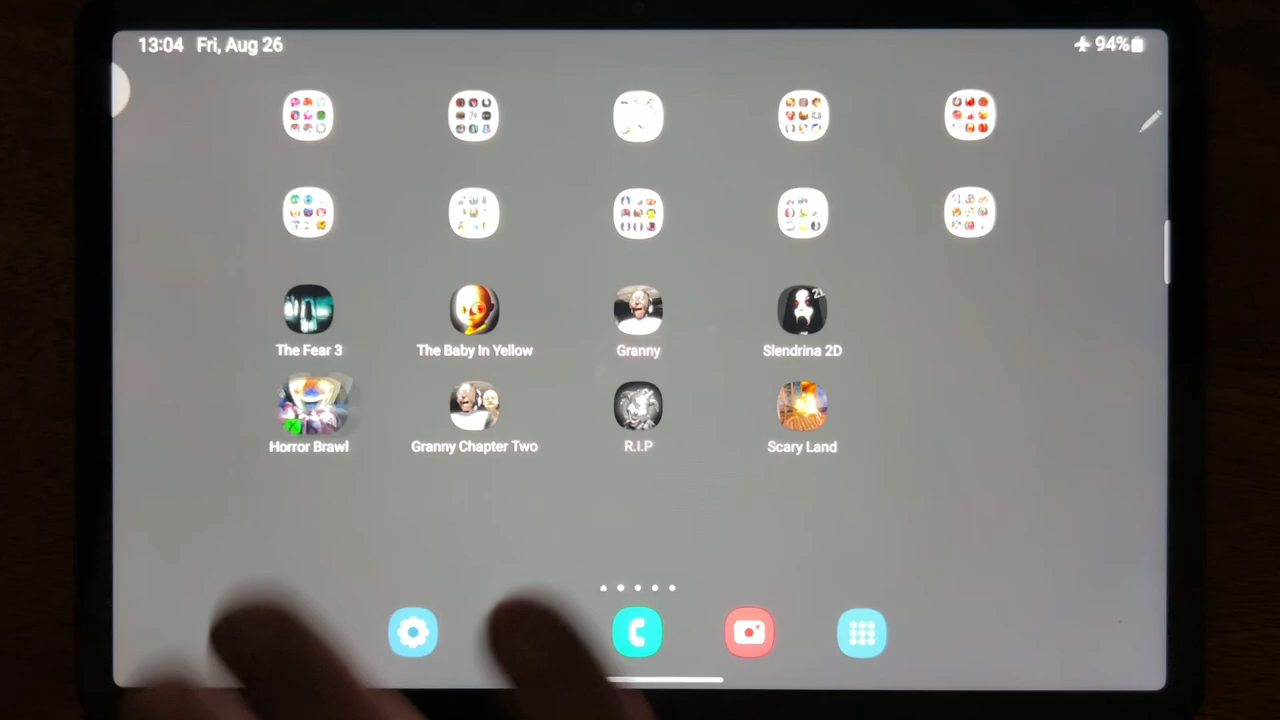 13:04 Fri, Aug 26 94%
21
The Fear 3 The Baby In Yellow Granny Slendrina 2D
Horror Brawl Granny Chapter Two R.I.P Scary Land